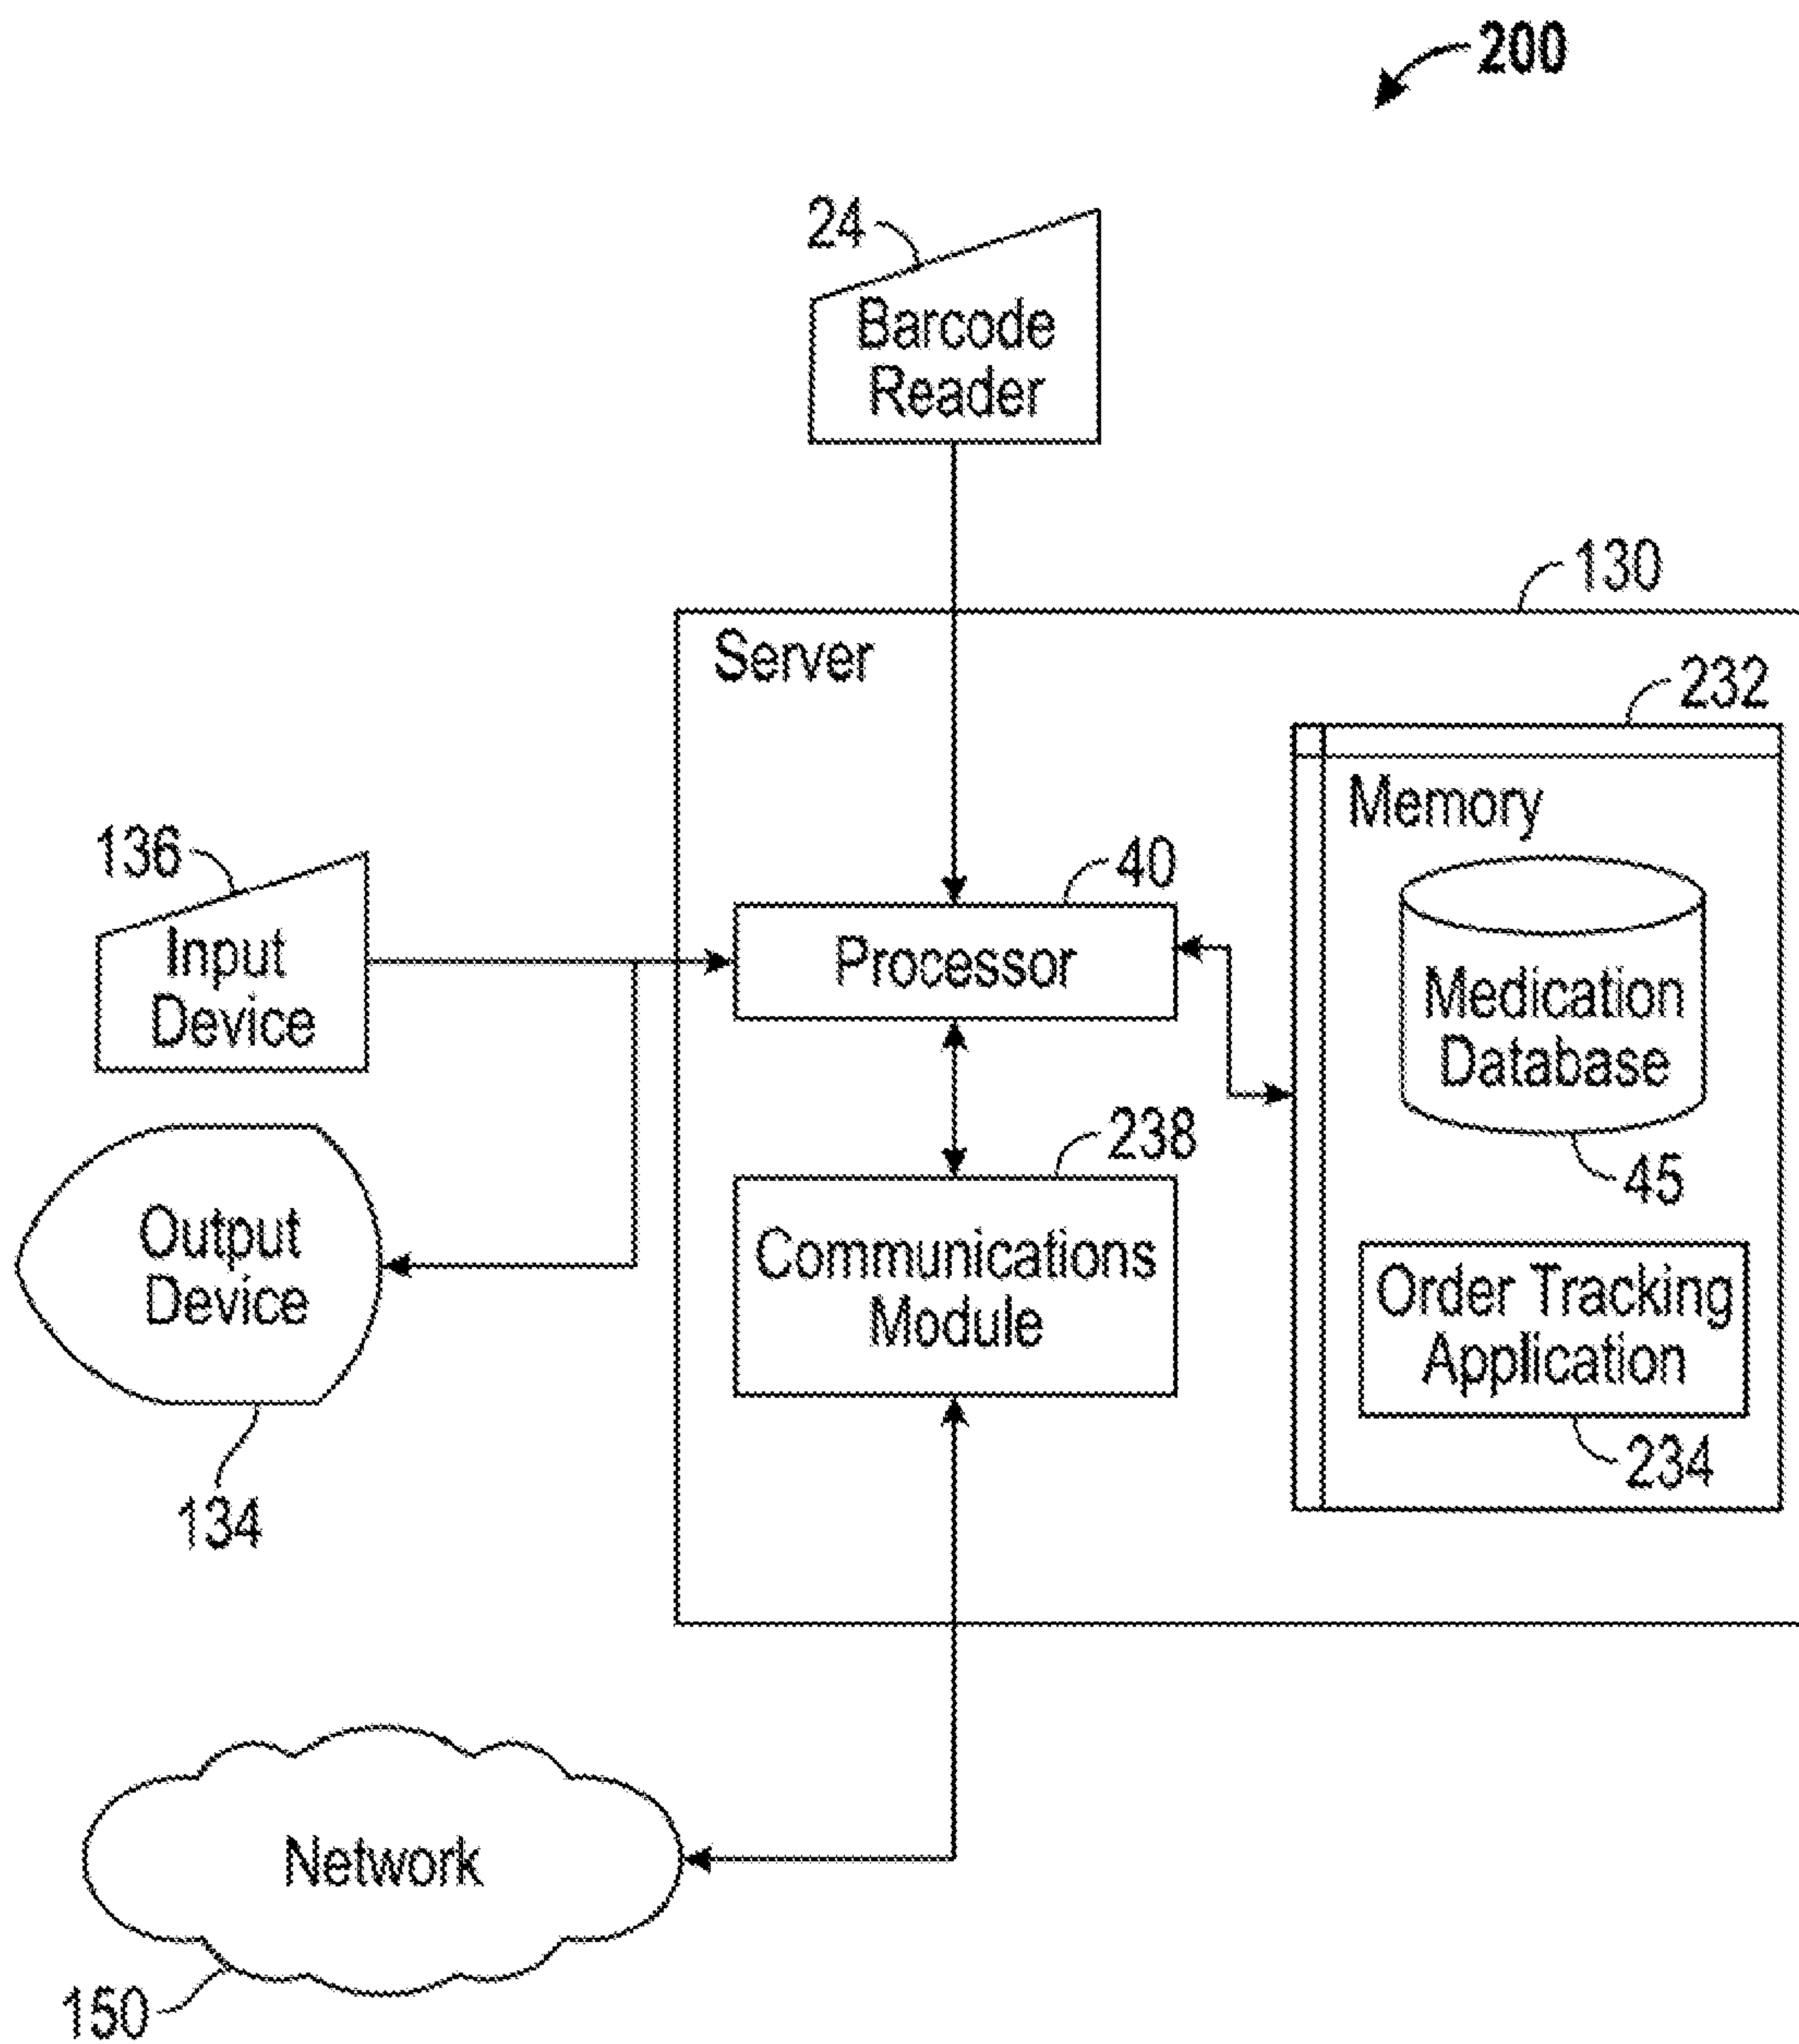 200
24
Barcode
Reader
130
Server
232
Memory
136
40
Input
Device
Processor
Medication
Database
238
45
Output
Device
Communications
Module
Order Tracking
Application
234
134
Network
150